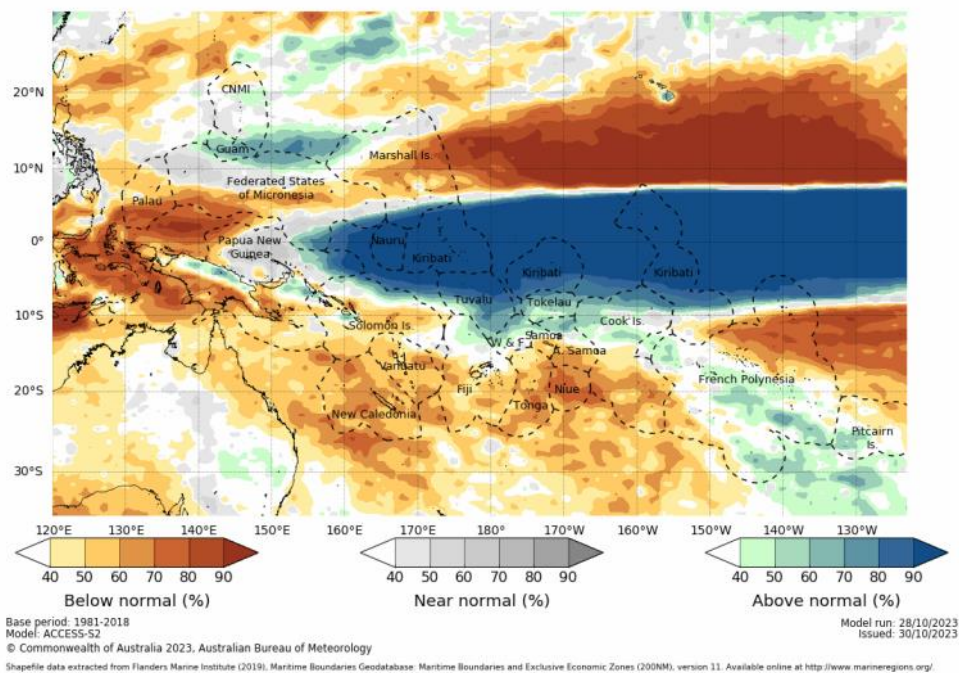 20°N
CNMI
Guam
Marshall Is.
10°N
Federated States
of Micronesia
Palau
0°
Papua New
Guinea
Nauru
Kiribati
Kiribati
Kiribati
Tuvalu
Tokelau
10°S
Solomon Is.
Cook Is.
W & F
Samoa
A. Samoa
Vanuatu
20°S
Fiji
Niue
French Polynesia
New Caledonia
Tonga
Pitcairn
Is.
30°S
120°E 130°E 140°E 150°E 160°E 170°E 180° 170°W 160°W 150°W 140°W 130°W
40 50 60 70 80 90
Below normal (%)
40 50 60 70 80 90
Near normal (%)
40 50 60 70 80 90
Above normal (%)
Base period: 1981-2018
Model: ACCESS-S2
© Commonwealth of Australia 2023, Australian Bureau of Meteorology
Model run: 28/10/2023
Issued: 30/10/2023
Shapefile data extracted from Flanders Marine Institute (2019), Maritime Boundaries Geodatabase: Maritime Boundaries and Exclusive Economic Zones (200NM), version 11. Available online at http://www.marineregions.org/.